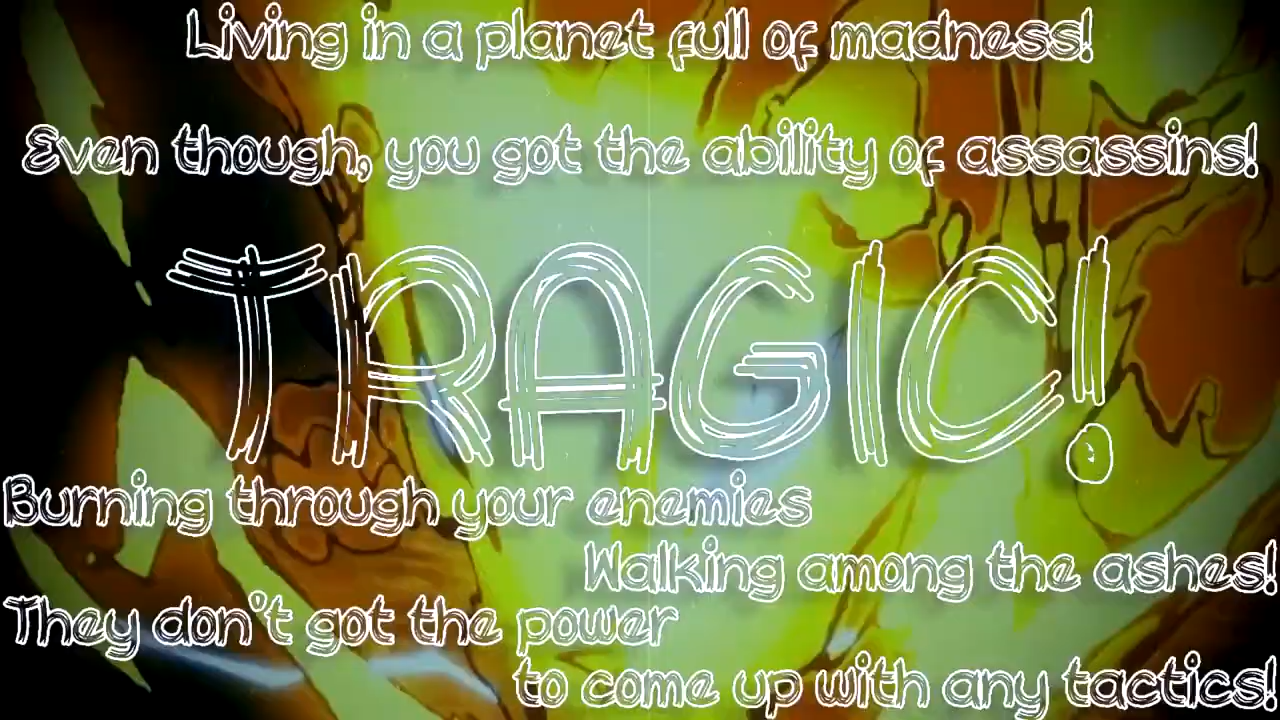 Living in a planet full of madness!
Even though, you got the ability of assassins!
TRAGIC!
Burning through your enemies
Walking among the ashes!
They don't got the power
to come up with any tactics!